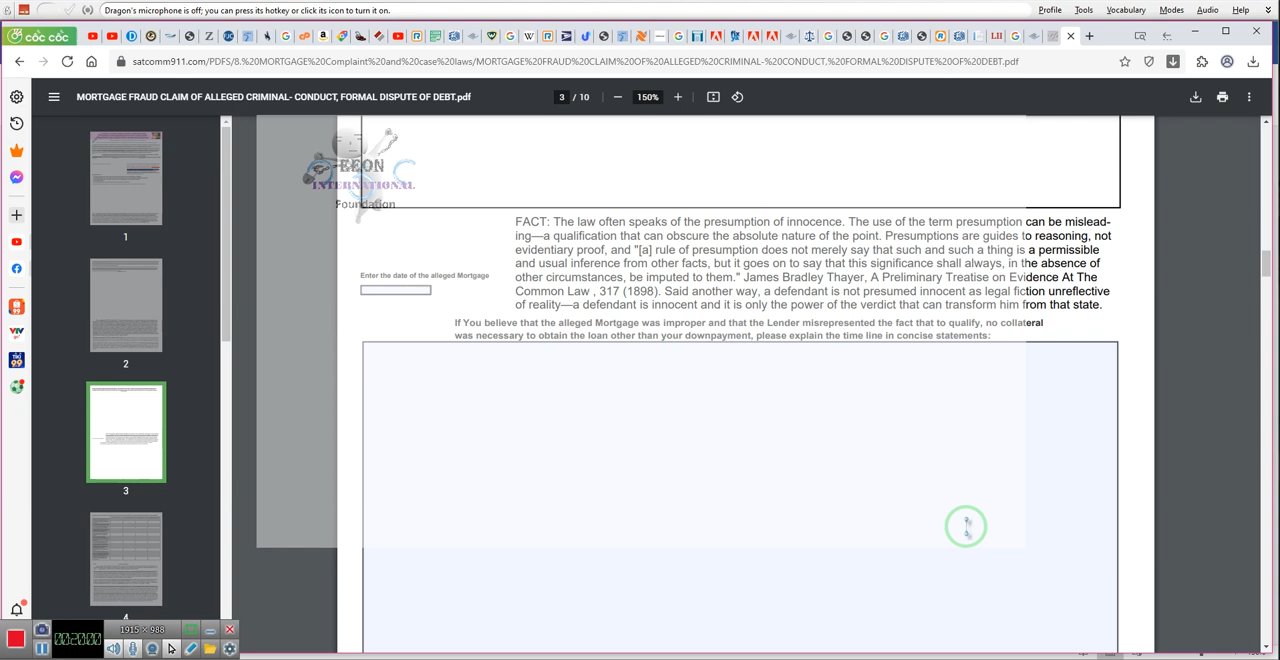 Dragon's microphone is off; you can press its hotkey or click its icon to turn it on.
Profile Tools Vocabulary Modes Audio Help
CỐC CỐC
satcomm911.com/PDFS/8.%20MORTGAGE%20Complaint%20and%20case%20laws/MORTGAGE%20FRAUD%20CLAIM%20OF%20ALLEGED%20CRIMINAL-%20CONDUCT,%20FORMAL%20DISPUTE%20OF%20DEBT.pdf
MORTGAGE FRAUD CLAIM OF ALLEGED CRIMINAL- CONDUCT, FORMAL DISPUTE OF DEBT.pdf
3 / 10
150%
1
2
3
4
EEON
INTERNATIONAL
Foundation
FACT: The law often speaks of the presumption of innocence. The use of the term presumption can be mislead-
ing—a qualification that can obscure the absolute nature of the point. Presumptions are guides to reasoning, not
evidentiary proof, and "[a] rule of presumption does not merely say that such and such a thing is a permissible
and usual inference from other facts, but it goes on to say that this significance shall always, in the absence of
other circumstances, be imputed to them." James Bradley Thayer, A Preliminary Treatise on Evidence At The
Common Law , 317 (1898). Said another way, a defendant is not presumed innocent as legal fiction unreflective
of reality—a defendant is innocent and it is only the power of the verdict that can transform him from that state.
Enter the date of the alleged Mortgage
If You believe that the alleged Mortgage was improper and that the Lender misrepresented the fact that to qualify, no collateral
was necessary to obtain the loan other than your downpayment, please explain the time line in concise statements:
00:20:00
1915 × 988